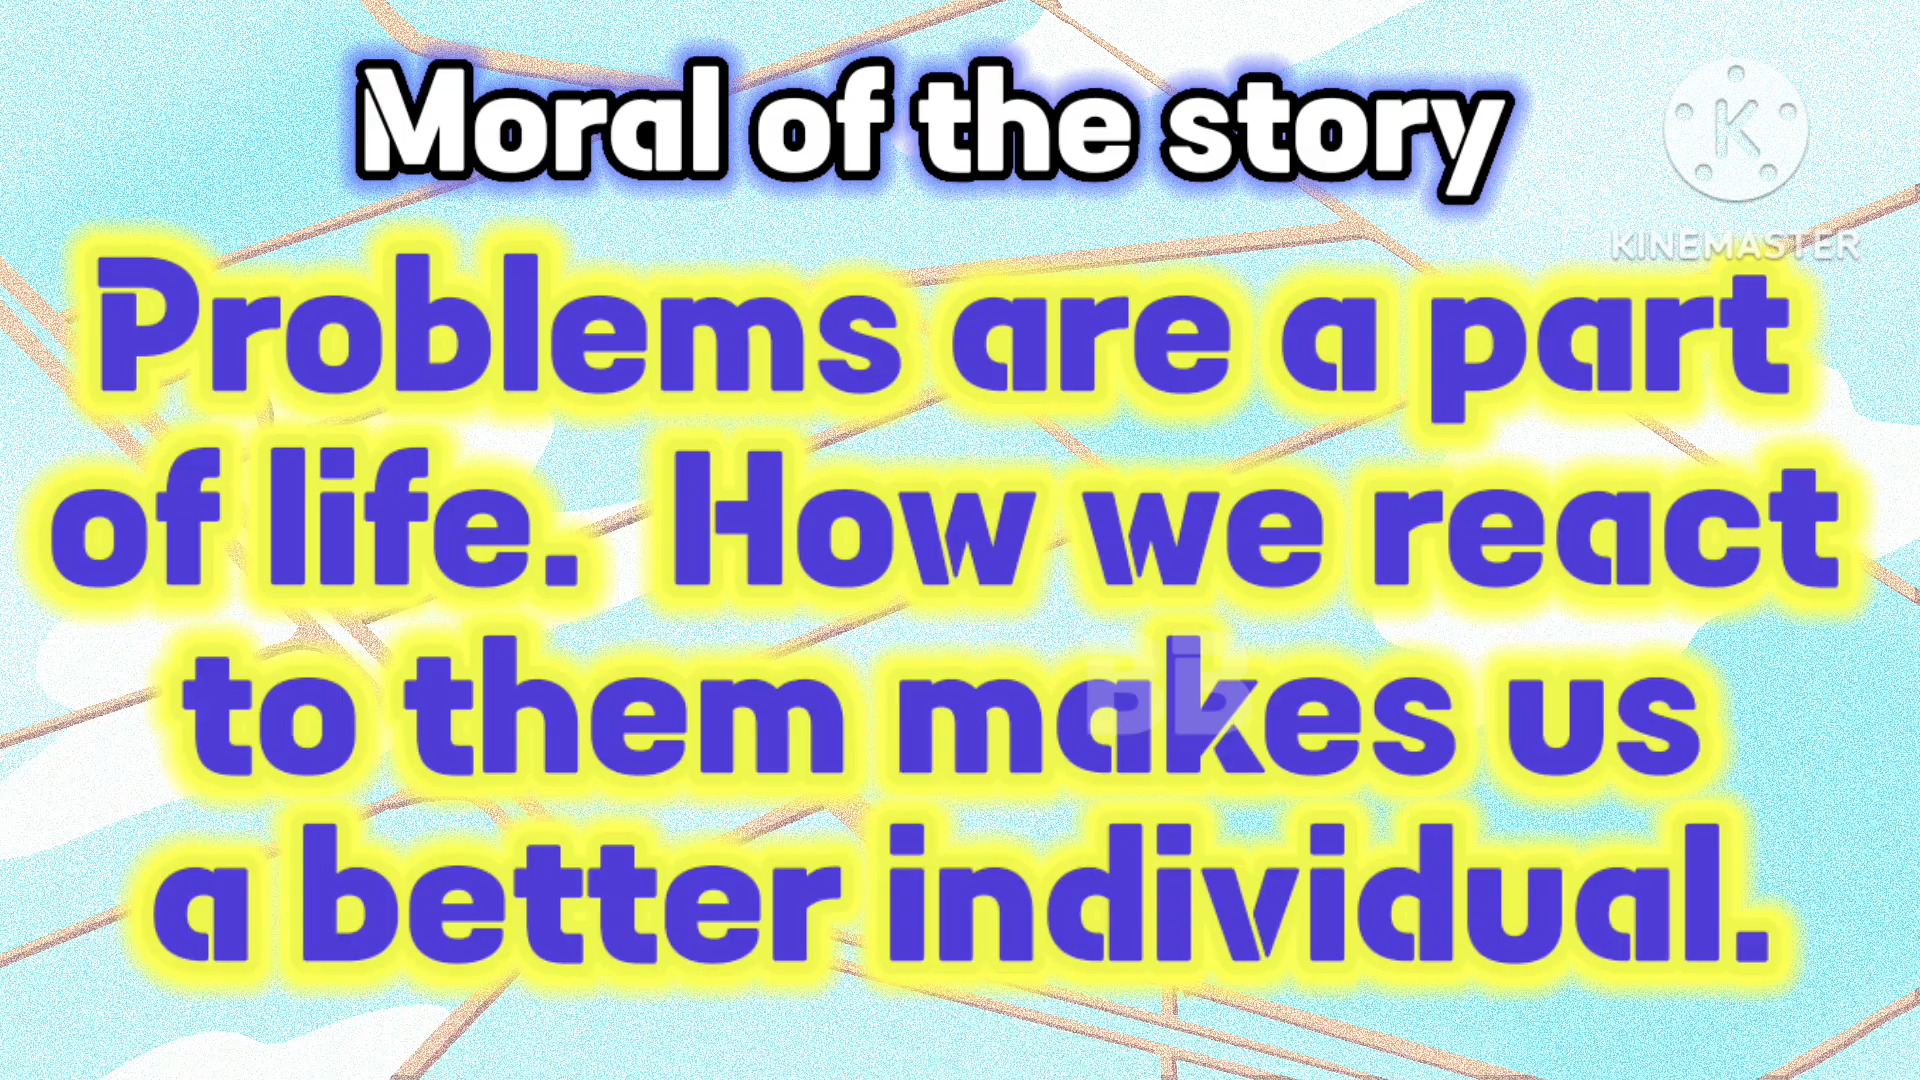 Moral of the story
K
KINEMASTER
Problems are a part
of life. How we react
to them makes us
a better individual.